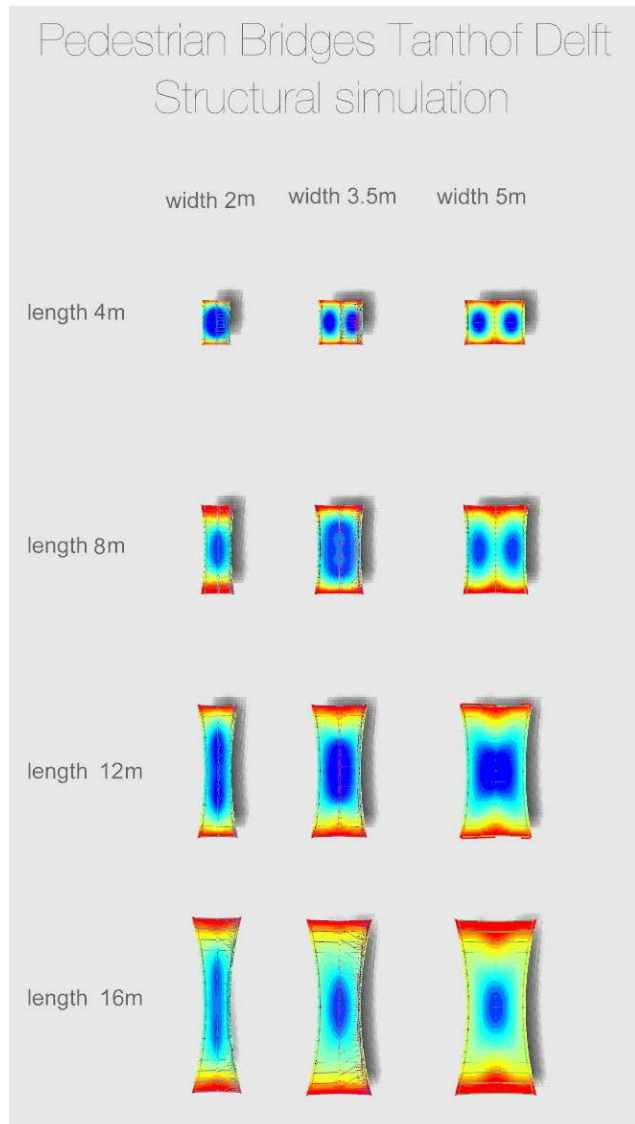 Pedestrian Bridges Tanthof Delft
Structural simulation
width 2m width 3.5m width 5m
length 4m
length 8m
length 12m
length 16m